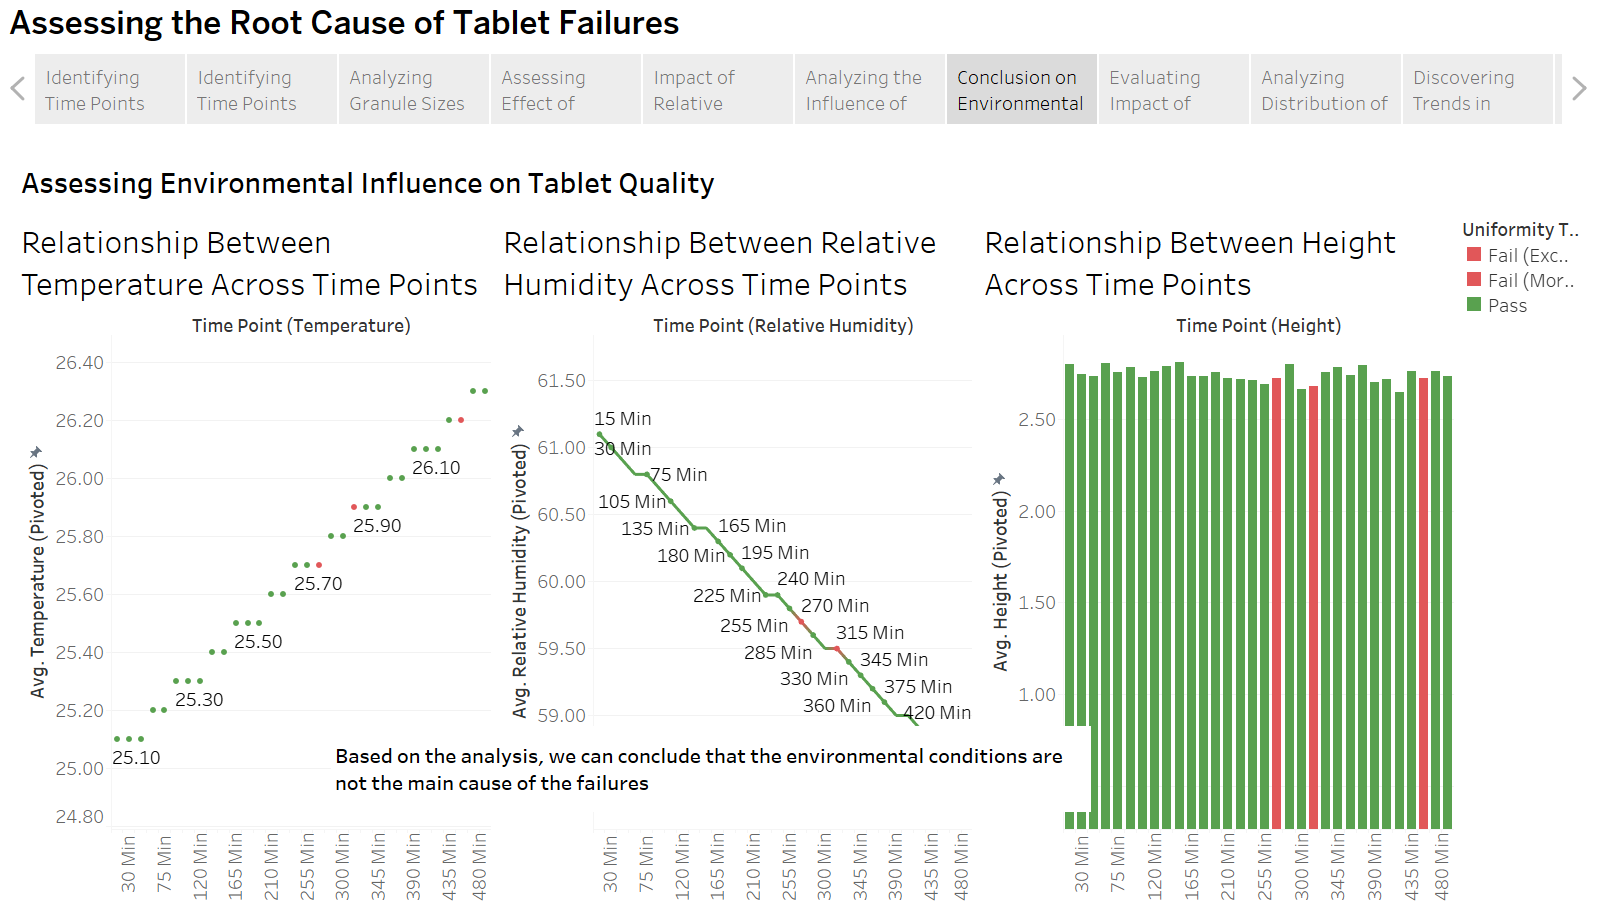 Assessing the Root Cause of Tablet Failures
Identifying
Time Points
Identifying
Time Points
Analyzing
Granule Sizes
Assessing
Effect of
Impact of
Relative
Analyzing the
Influence of
Conclusion on
Environmental
Evaluating
Impact of
Analyzing
Distribution of
Discovering
Trends in
Assessing Environmental Influence on Tablet Quality
Relationship Between
Temperature Across Time Points
Time Point (Temperature)
Avg. Temperature (Pivoted)
26.40
26.20
26.00
25.80
25.60
25.40
25.20
25.00
24.80
26.10
25.90
25.70
25.50
25.30
25.10
30 Min
75 Min
120 Min
165 Min
210 Min
255 Min
300 Min
345 Min
390 Min
435 Min
480 Min
Relationship Between Relative
Humidity Across Time Points
Time Point (Relative Humidity)
Avg. Relative Humidity (Pivoted)
61.50
61.00
60.50
60.00
59.50
59.00
15 Min
30 Min
75 Min
105 Min
135 Min
165 Min
180 Min
195 Min
240 Min
225 Min
270 Min
255 Min
315 Min
285 Min
345 Min
330 Min
375 Min
360 Min
420 Min
30 Min
75 Min
120 Min
165 Min
210 Min
255 Min
300 Min
345 Min
390 Min
435 Min
480 Min
Relationship Between Height
Across Time Points
Time Point (Height)
Avg. Height (Pivoted)
2.50
2.00
1.50
1.00
30 Min
75 Min
120 Min
165 Min
210 Min
255 Min
300 Min
345 Min
390 Min
435 Min
480 Min
Uniformity T..
Fail (Exc..
Fail (Mor..
Pass
Based on the analysis, we can conclude that the environmental conditions are
not the main cause of the failures